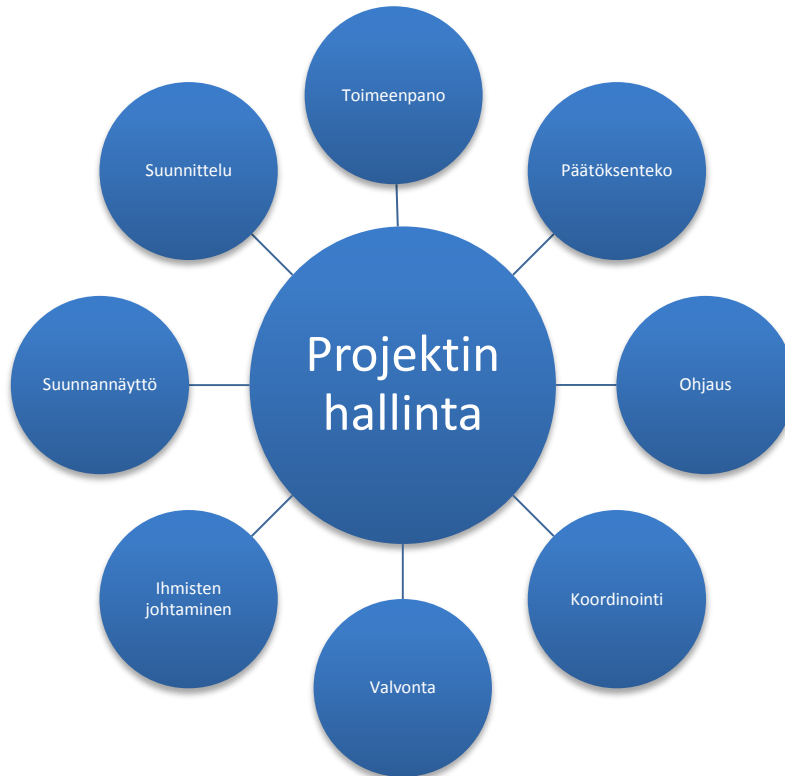 Toimeenpano
Suunnittelu
Päätöksenteko
Projektin
hallinta
Suunnannäyttö
Ohjaus
Ihmisten
johtaminen
Koordinointi
Valvonta